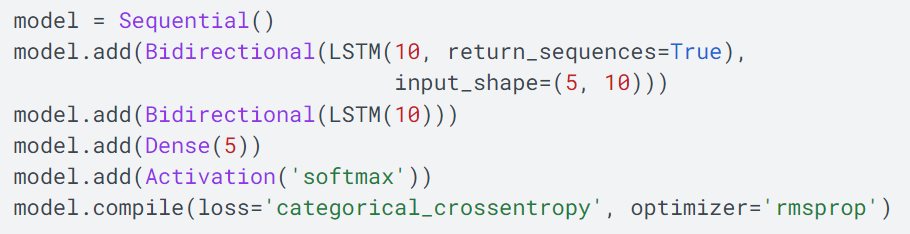 model = Sequential()
model.add(Bidirectional(LSTM(10, return_sequences=True),
                             input_shape=(5, 10)))
model.add(Bidirectional(LSTM(10)))
model.add(Dense(5))
model.add(Activation('softmax'))
model.compile(loss='categorical_crossentropy', optimizer='rmsprop')